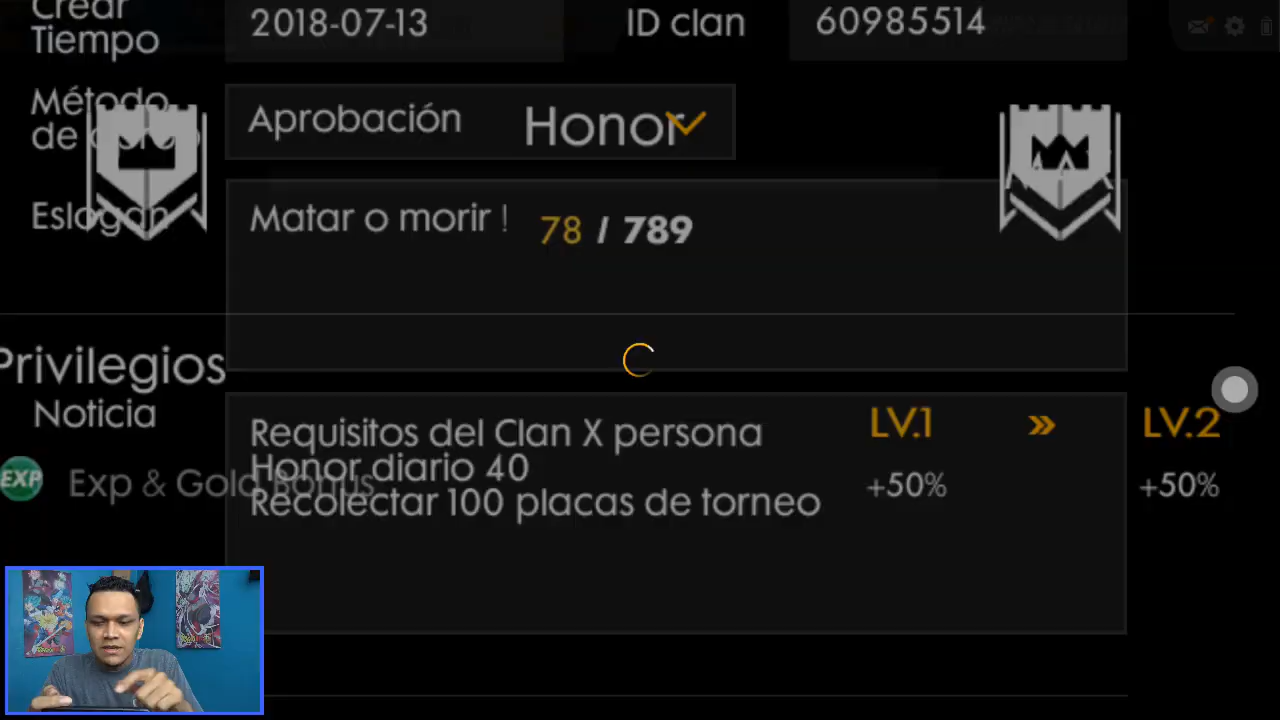 Crear
Tiempo
2018-07-13
ID clan
60985514
Método
de
Aprobación
Honor
Eslogan
Matar o morir !
78 / 789
Privilegios
Noticia
Requisitos del Clan X persona
Honor diario 40
Recolectar 100 placas de torneo
LV.1 » LV.2
EXP
Exp & Gold Bonus
+50%
+50%